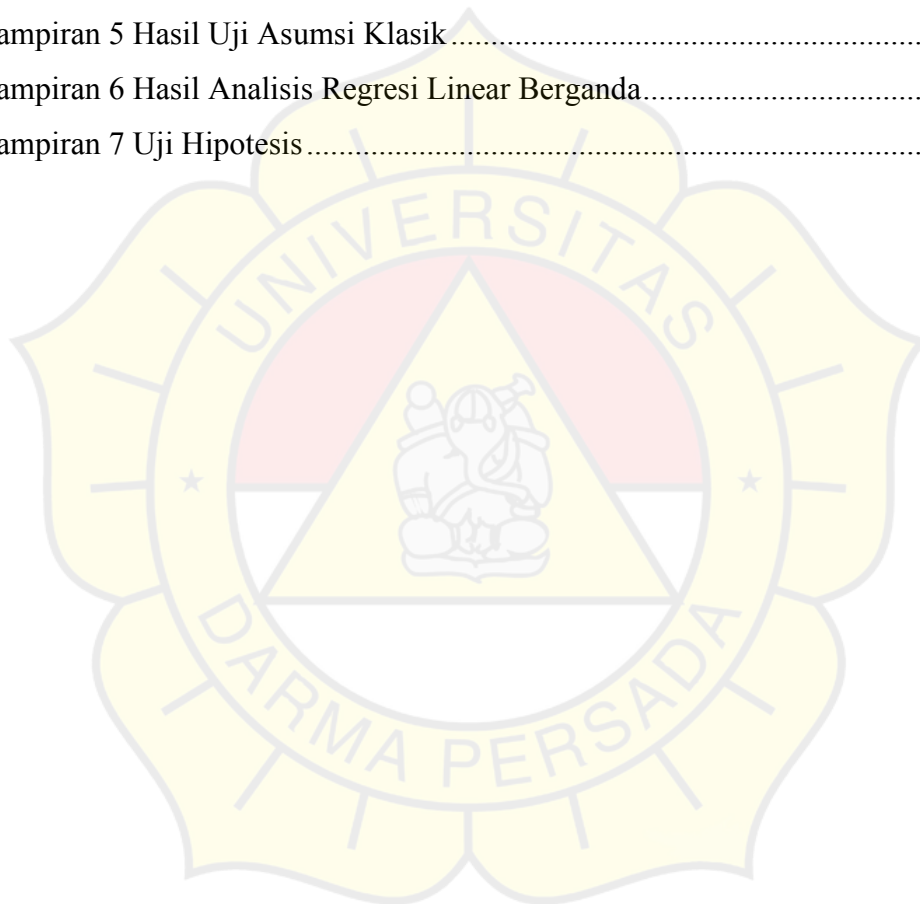 ampiran 5 Hasil Uji Asumsi Klasik
ampiran 6 Hasil Analisis Regresi Linear Berganda
ampiran 7 Uji Hipotesis
UNIVERSITAS
DARMA PERSADA